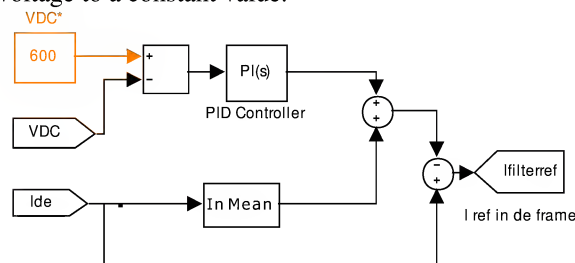 voltage to a constant value.
VDC*
600
+
−
PI(s)
PID Controller
VDC
+
+
−
+
Ifilterref
I ref in de frame
Ide
In Mean